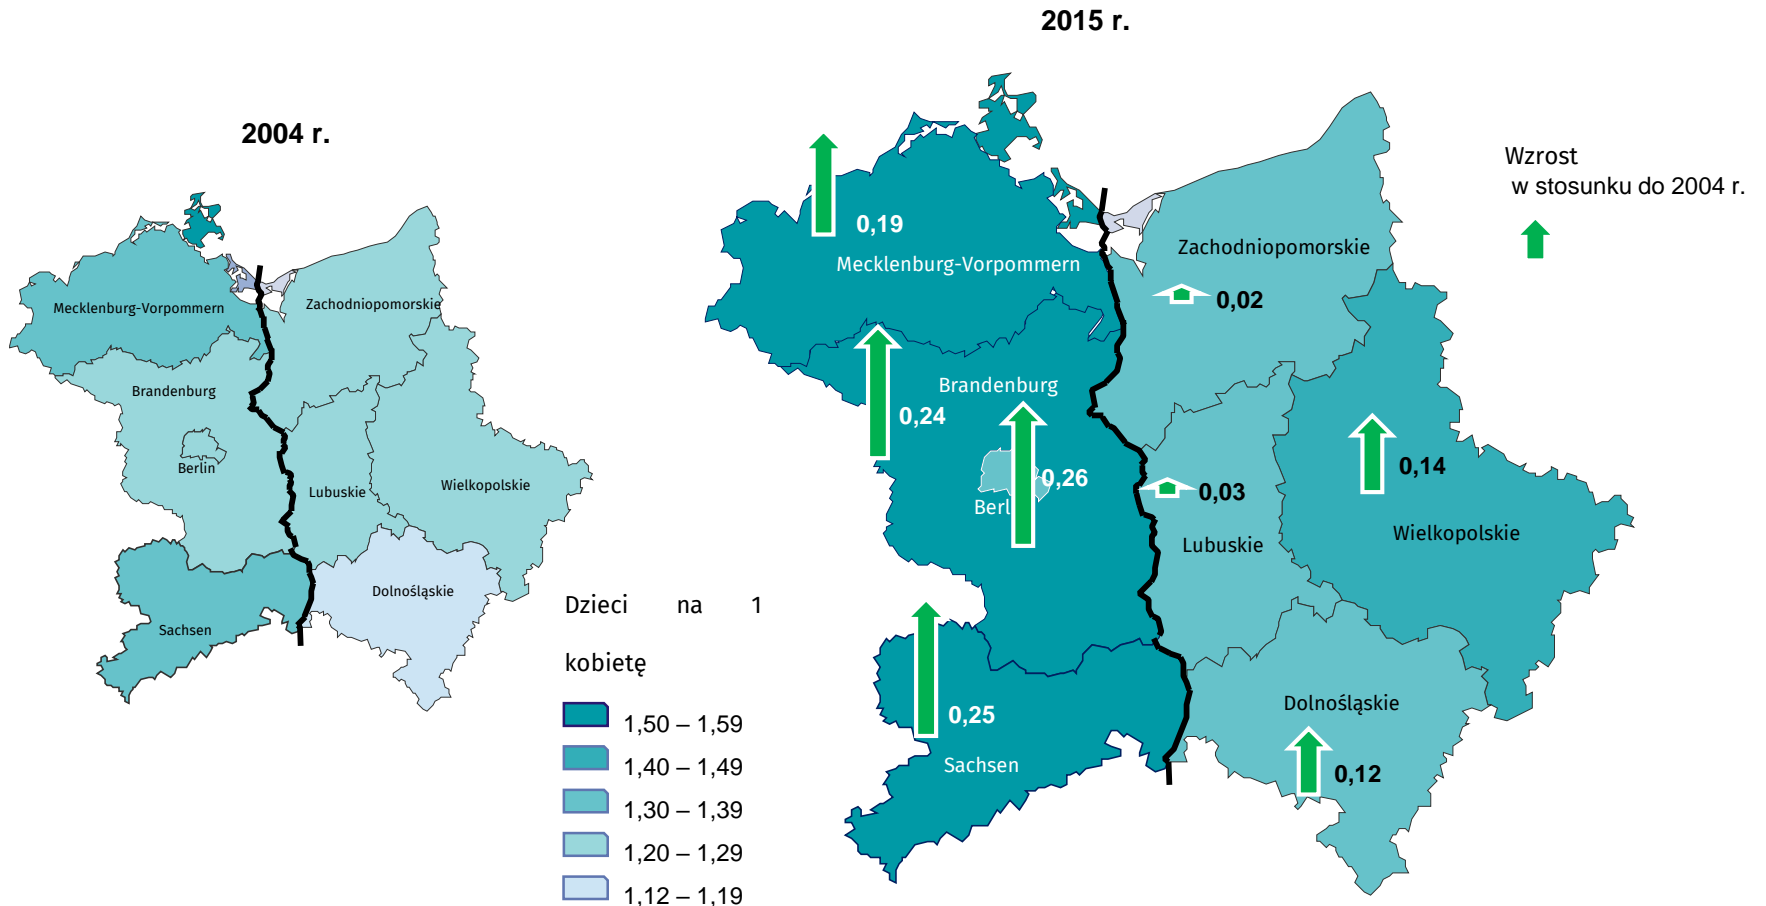 2015 r.
2004 r.
Wzrost
w stosunku do 2004 r.
Mecklenburg-Vorpommern
Zachodniopomorskie
Brandenburg
Berlin
Lubuskie
Wielkopolskie
Dolnośląskie
Sachsen
0,19
Mecklenburg-Vorpommern
Zachodniopomorskie
0,02
Brandenburg
0,24
0,26
Berl
0,03
0,14
Lubuskie
Wielkopolskie
0,25
Sachsen
Dolnośląskie
0,12
Dzieci na 1
kobietę
1,50 – 1,59
1,40 – 1,49
1,30 – 1,39
1,20 – 1,29
1,12 – 1,19